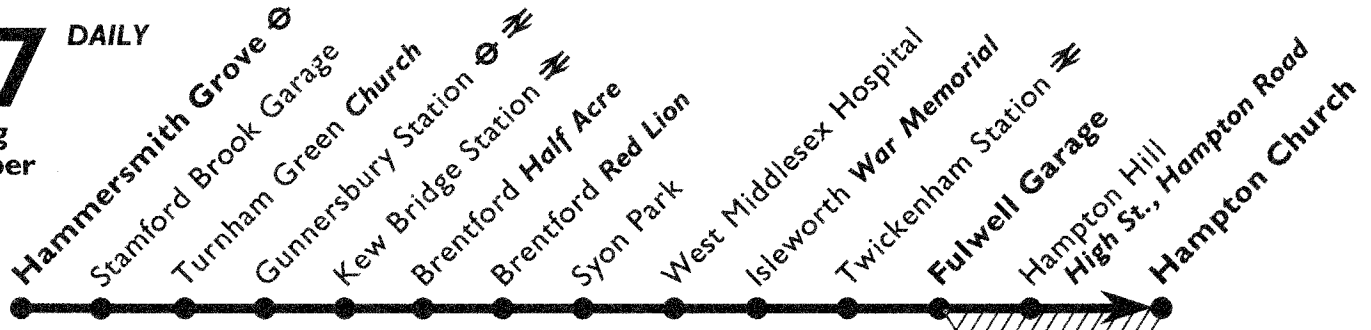 7
DAILY
g
per
Hammersmith Grove
Stamford Brook Garage
Turnham Green Church
Gunnersbury Station
Kew Bridge Station
Brentford Half Acre
Brentford Red Lion
Syon Park
West Middlesex Hospital
Isleworth War Memorial
Twickenham Station
Fulwell Garage
Hampton Hill
High St., Hampton Road
Hampton Church